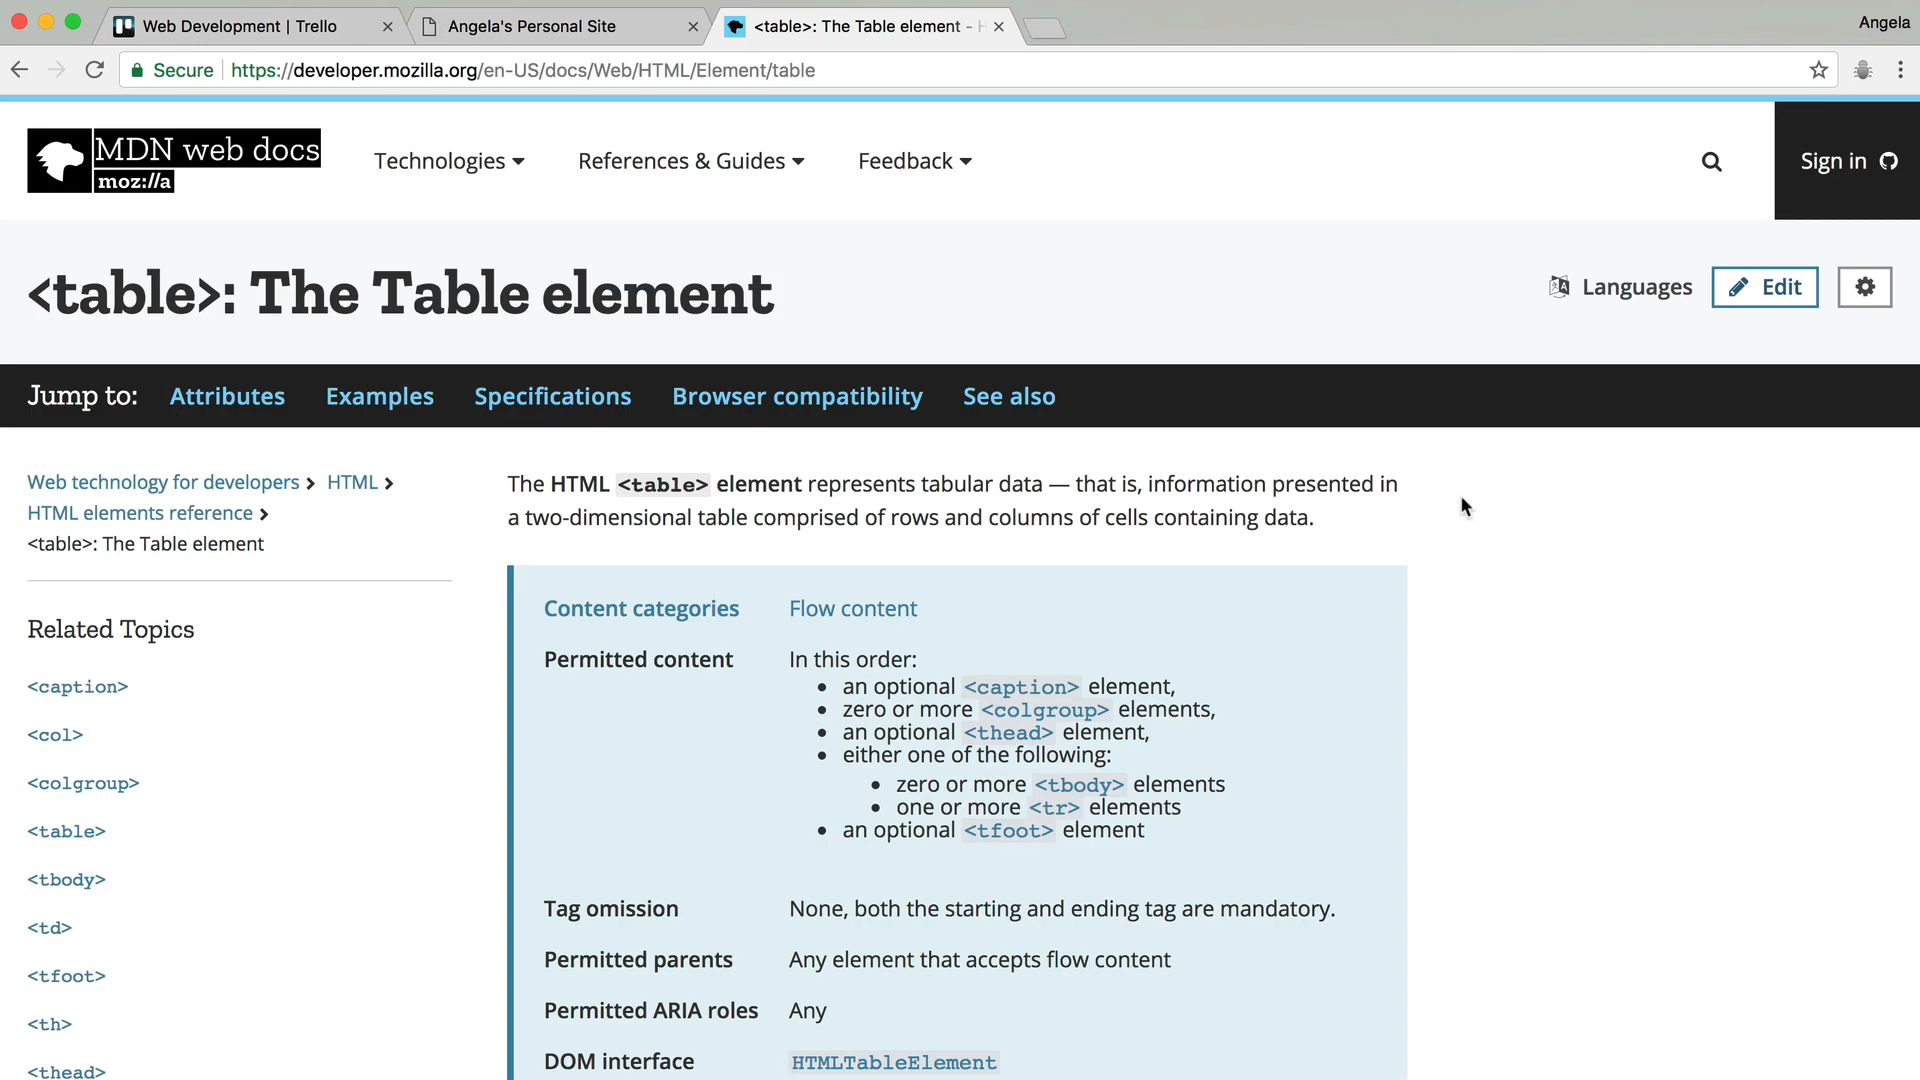 Web Development | Trello
Angela's Personal Site
<table>: The Table element -
Angela
Secure https://developer.mozilla.org/en-US/docs/Web/HTML/Element/table
MDN web docs
moz://a
Technologies References & Guides Feedback
Sign in
<table>: The Table element
Languages Edit
Jump to: Attributes Examples Specifications Browser compatibility See also
Web technology for developers HTML
HTML elements reference
<table>: The Table element
Related Topics
<caption>
<col>
<colgroup>
<table>
<tbody>
<td>
<tfoot>
<th>
<thead>
The HTML <table> element represents tabular data — that is, information presented in
a two-dimensional table comprised of rows and columns of cells containing data.
Content categories Flow content
Permitted content In this order:
• an optional <caption> element,
• zero or more <colgroup> elements,
• an optional <thead> element,
• either one of the following:
• zero or more <tbody> elements
• one or more <tr> elements
• an optional <tfoot> element
Tag omission None, both the starting and ending tag are mandatory.
Permitted parents Any element that accepts flow content
Permitted ARIA roles Any
DOM interface HTMLTableElement